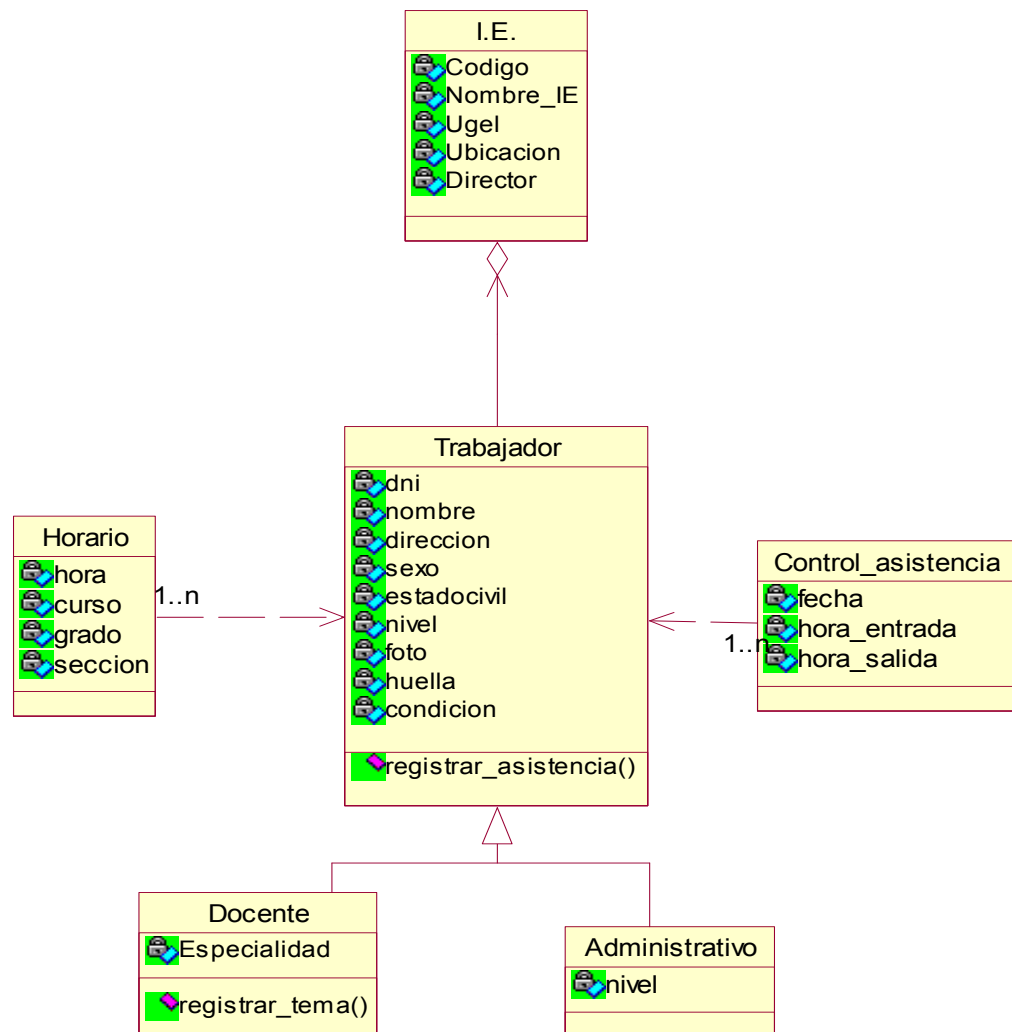 I.E.
Codigo
Nombre_IE
Ugel
Ubicacion
Director
Trabajador
dni
nombre
direccion
sexo
estadocivil
nivel
foto
huella
condicion
registrar_asistencia()
Horario
hora
curso
grado
seccion
1..n
Control_asistencia
fecha
hora_entrada
hora_salida
1..n
Docente
Especialidad
registrar_tema()
Administrativo
nivel